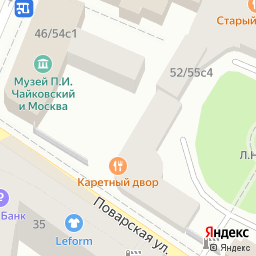 46/54с1
Старый
Музей П.И.
Чайковский
и Москва
52/55с4
Л.Н
Каретный двор
Поварская ул.
Банк
35
Leform
Яндекс
© Яндекс